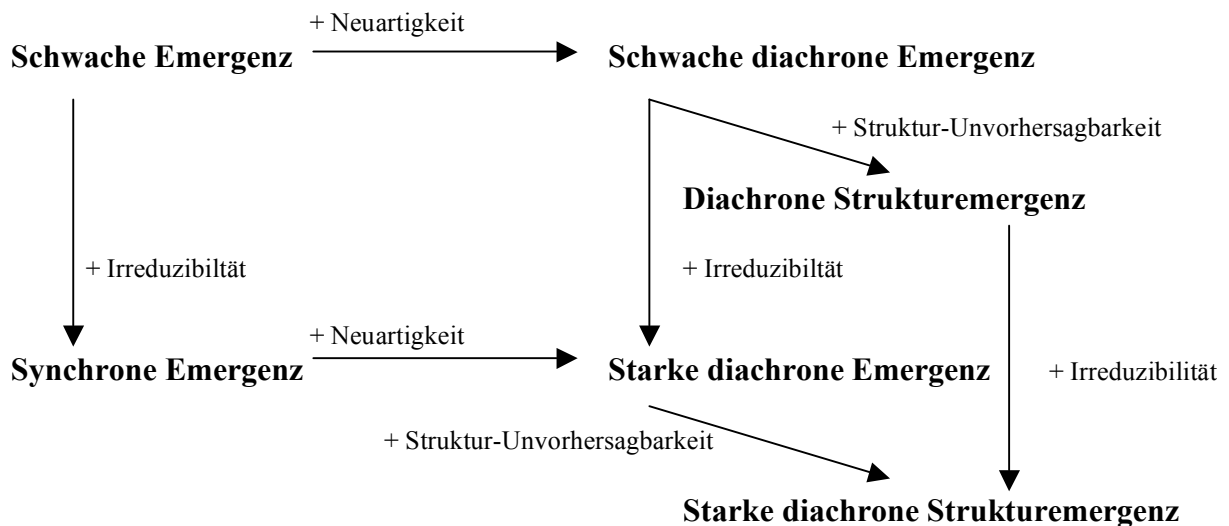 + Neuartigkeit
Schwache Emergenz
Schwache diachrone Emergenz
+ Struktur-Unvorhersagbarkeit
Diachrone Strukturemergenz
+ Irreduzibiltät
+ Irreduzibiltät
+ Neuartigkeit
Synchrone Emergenz
Starke diachrone Emergenz
+ Irreduzibilität
+ Struktur-Unvorhersagbarkeit
Starke diachrone Strukturemergenz